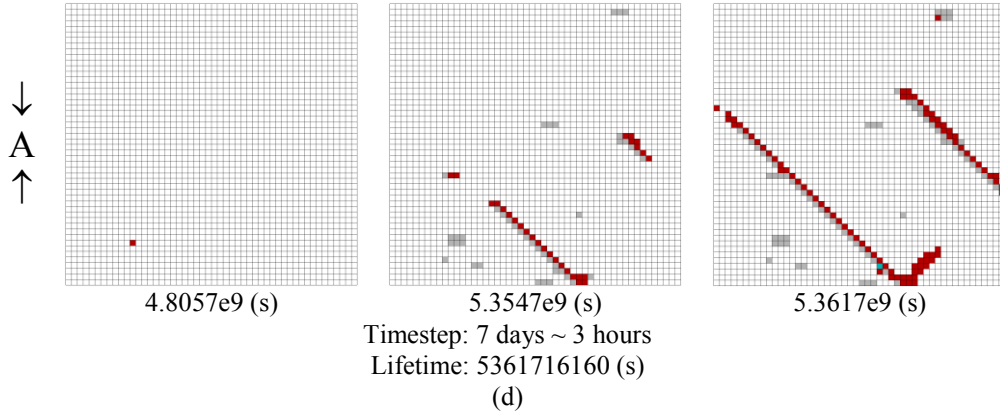 ↓
A
↑
4.8057e9 (s) 5.3547e9 (s) 5.3617e9 (s)
Timestep: 7 days ~ 3 hours
Lifetime: 5361716160 (s)
(d)